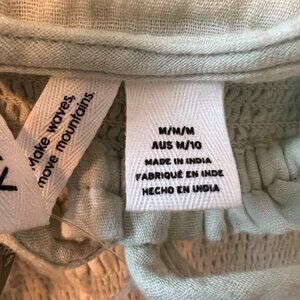 Make waves,
move mountains.
M/M/M
AUS M/10
MADE IN INDIA
FABRIQUÉ EN INDE
HECHO EN INDIA